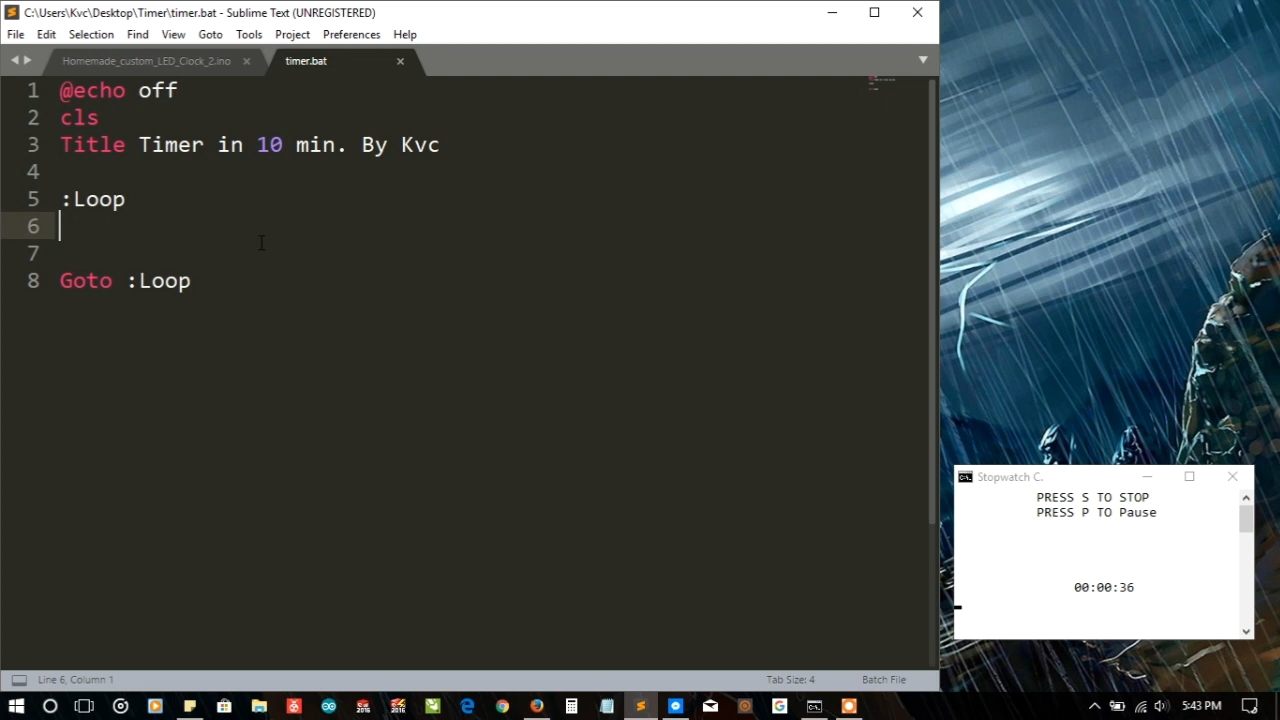 C:\Users\Kvc\Desktop\Timer\timer.bat - Sublime Text (UNREGISTERED)
File Edit Selection Find View Goto Tools Project Preferences Help
Homemade_custom_LED_Clock_2.ino timer.bat
1 @echo off
2 cls
3 Title Timer in 10 min. By Kvc
4
5 :Loop
6
7
8 Goto :Loop
Stopwatch C.
PRESS S TO STOP
PRESS P TO Pause
00:00:36
Line 6, Column 1 Tab Size: 4 Batch File
5:43 PM